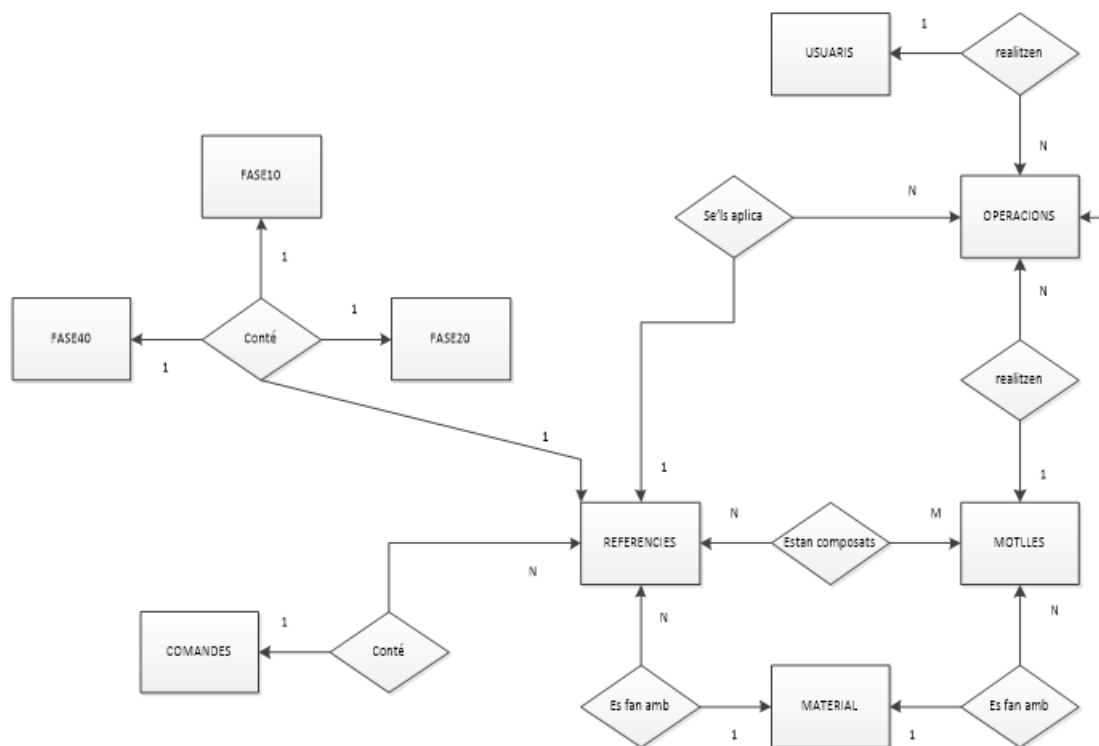 1
USUARIS
realitzen
N
FASE10
Se'ls aplica
N
OPERACIONS
1
N
1
FASE40
Conté
FASE20
1
realitzen
1
1
1
N
M
REFERENCIES
Estan composats
MOTLLES
N
N
N
1
COMANDES
Conté
Es fan amb
MATERIAL
Es fan amb
1
1